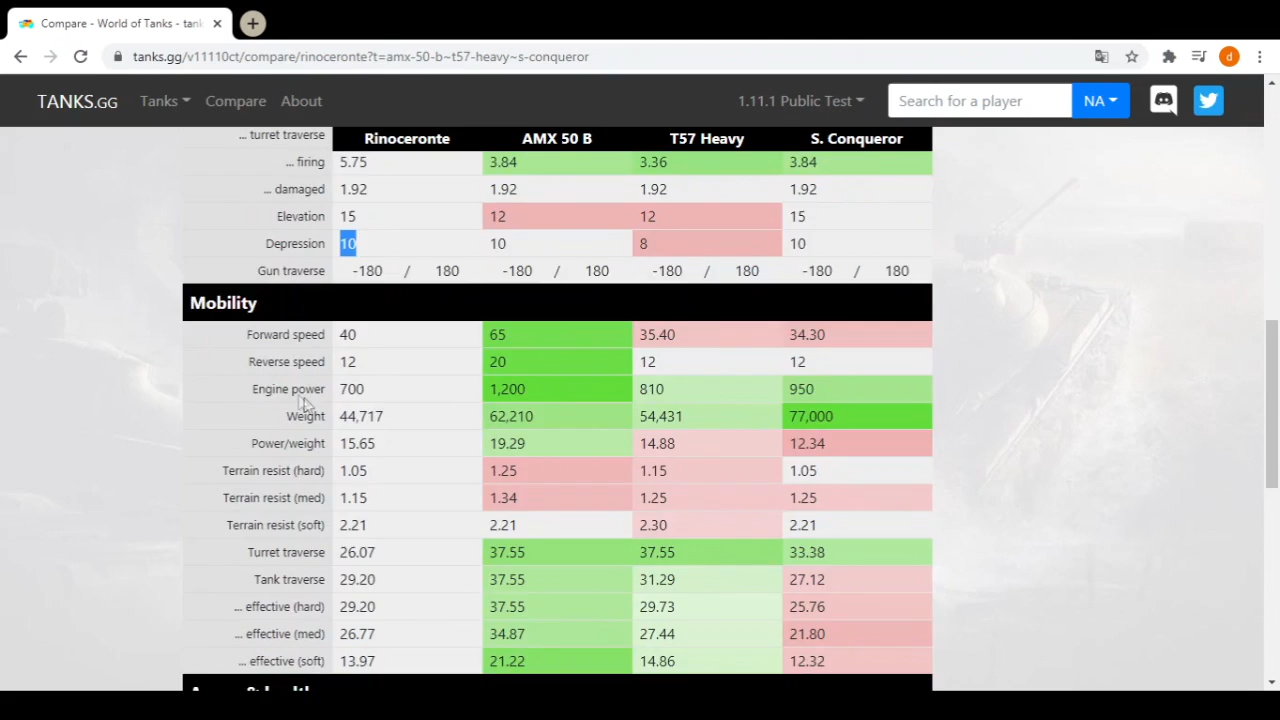 Compare - World of Tanks - tank
tanks.gg/v11110ct/compare/rinoceronte?t=amx-50-b~t57-heavy~s-conqueror
d
TANKS.GG Tanks Compare About 1.11.1 Public Test Search for a player NA
... turret traverse Rinoceronte AMX 50 B T57 Heavy S. Conqueror
... firing 5.75 3.84 3.36 3.84
... damaged 1.92 1.92 1.92 1.92
Elevation 15 12 12 15
Depression 10 10 8 10
Gun traverse -180 / 180 -180 / 180 -180 / 180 -180 / 180
Mobility
Forward speed 40 65 35.40 34.30
Reverse speed 12 20 12 12
Engine power 700 1,200 810 950
Weight 44,717 62,210 54,431 77,000
Power/weight 15.65 19.29 14.88 12.34
Terrain resist (hard) 1.05 1.25 1.15 1.05
Terrain resist (med) 1.15 1.34 1.25 1.25
Terrain resist (soft) 2.21 2.21 2.30 2.21
Turret traverse 26.07 37.55 37.55 33.38
Tank traverse 29.20 37.55 31.29 27.12
... effective (hard) 29.20 37.55 29.73 25.76
... effective (med) 26.77 34.87 27.44 21.80
... effective (soft) 13.97 21.22 14.86 12.32